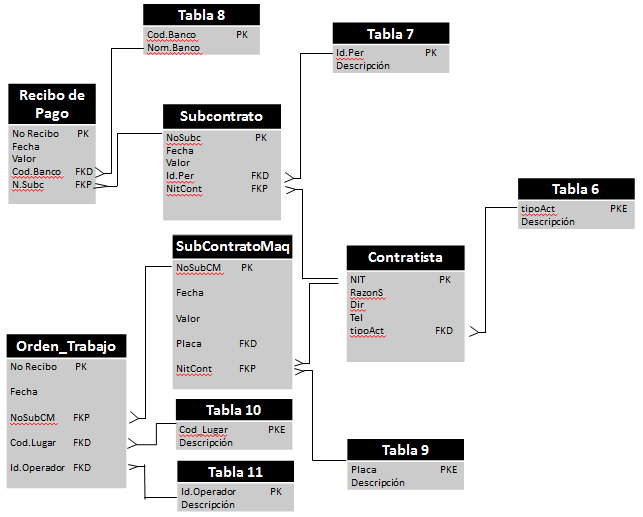 Tabla 8
Cod.Banco PK
Nom.Banco
Tabla 7
Id.Per PK
Descripción
Recibo de
Pago
No Recibo PK
Fecha
Valor
Cod.Banco FKD
N.Subc FKP
Subcontrato
NoSubc PK
Fecha
Valor
Id.Per FKD
NitCont FKP
Tabla 6
tipoAct PKE
Descripción
SubContratoMaq
NoSubCM PK
Fecha
Valor
Placa FKD
NitCont FKP
Contratista
NIT PK
RazonS
Dir
Tel
tipoAct FKD
Orden_Trabajo
No Recibo PK
Fecha
NoSubCM FKP
Cod.Lugar FKD
Id.Operador FKD
Tabla 10
Cod_Lugar PKE
Descripción
Tabla 9
Placa PKE
Descripción
Tabla 11
Id.Operador PK
Descripción